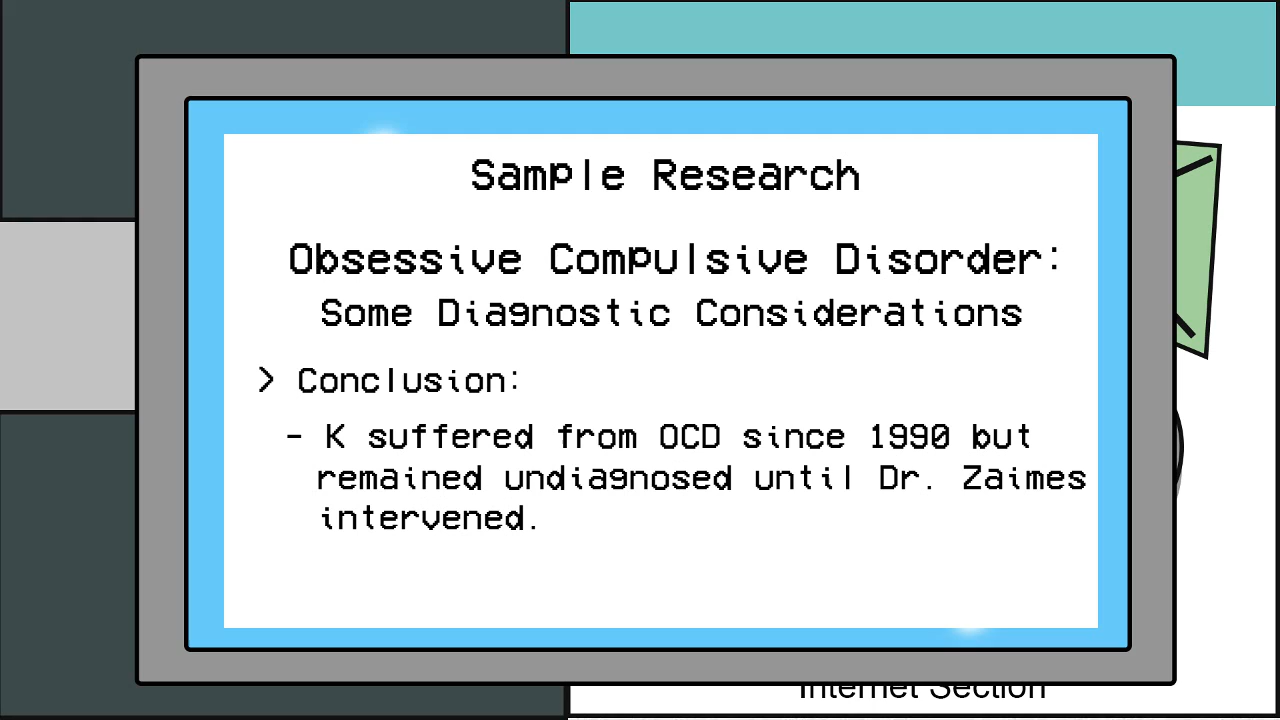 Sample Research
Obsessive Compulsive Disorder:
Some Diagnostic Considerations
> Conclusion:
- K suffered from OCD since 1990 but
remained undiagnosed until Dr. Zaimes
intervened.
Internet Section